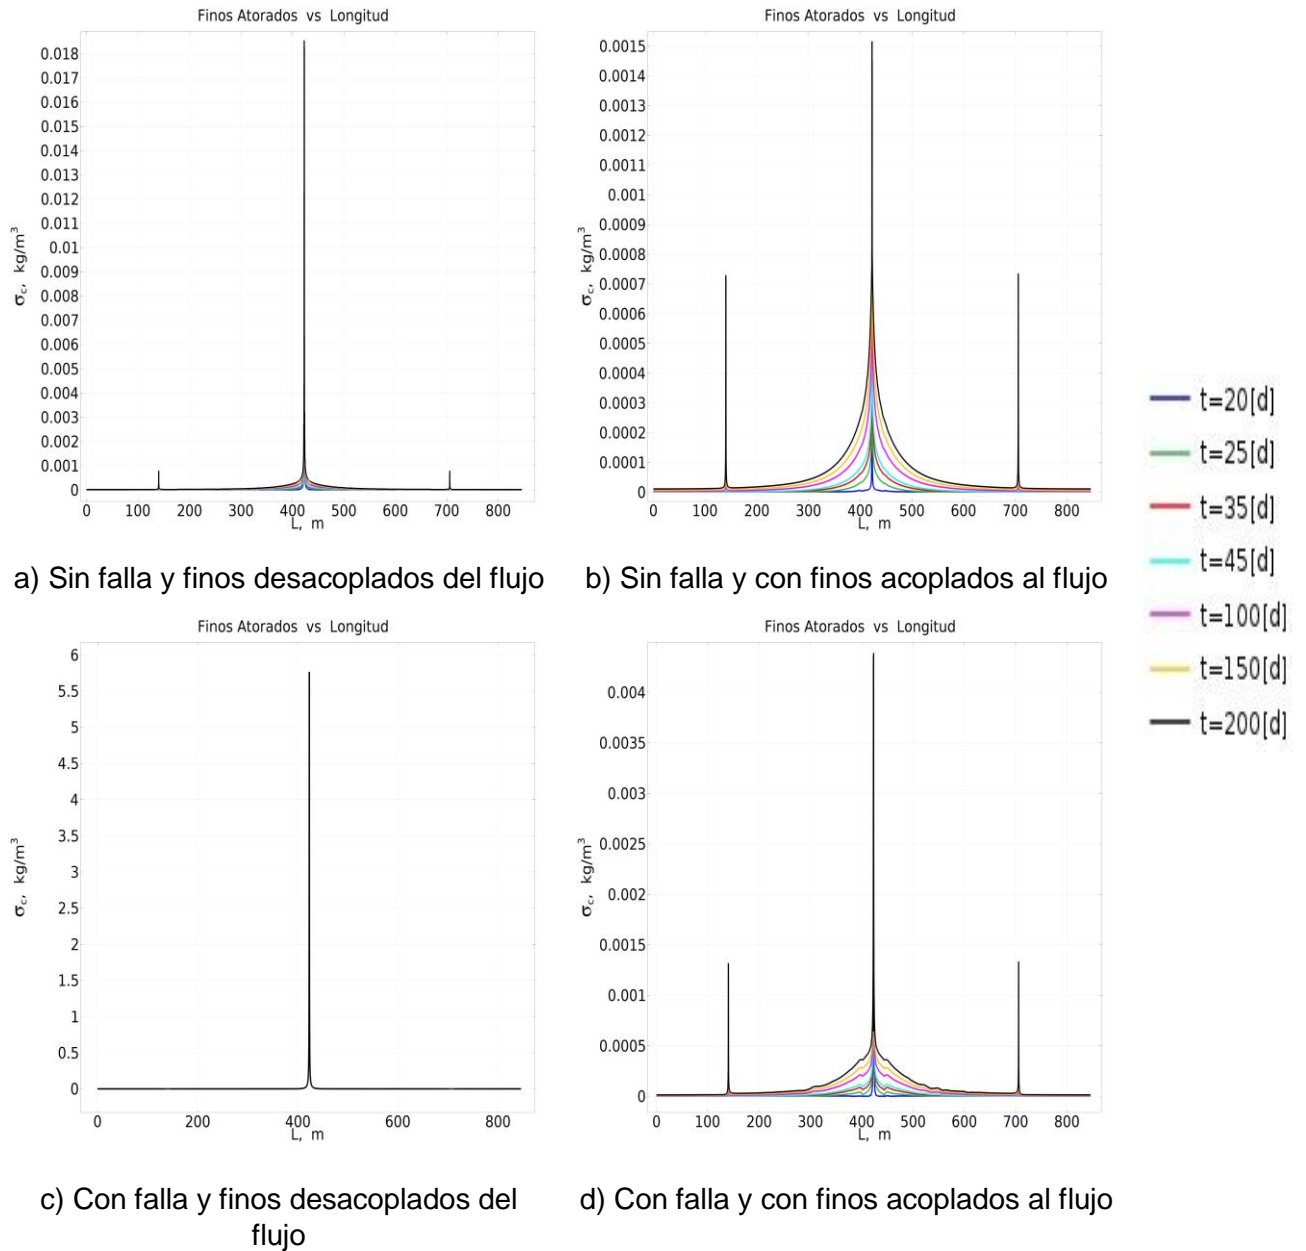 Finos Atorados vs Longitud
0.018
0.017
0.016
0.015
0.014
0.013
0.012
0.011
0.01
0.009
0.008
0.007
0.006
0.005
0.004
0.003
0.002
0.001
0
σc, kg/m³
0 100 200 300 400 500 600 700 800
L, m
a) Sin falla y finos desacoplados del flujo
Finos Atorados vs Longitud
0.0015
0.0014
0.0013
0.0012
0.0011
0.001
0.0009
0.0008
0.0007
0.0006
0.0005
0.0004
0.0003
0.0002
0.0001
0
σc, kg/m³
0 100 200 300 400 500 600 700 800
L, m
b) Sin falla y con finos acoplados al flujo
Finos Atorados vs Longitud
6
5.5
5
4.5
4
3.5
3
2.5
2
1.5
1
0.5
0
σc, kg/m³
0 200 400 600 800
L, m
c) Con falla y finos desacoplados del
flujo
Finos Atorados vs Longitud
0.004
0.0035
0.003
0.0025
0.002
0.0015
0.001
0.0005
0
σc, kg/m³
0 100 200 300 400 500 600 700 800
L, m
d) Con falla y con finos acoplados al flujo
t=20[d]
t=25[d]
t=35[d]
t=45[d]
t=100[d]
t=150[d]
t=200[d]